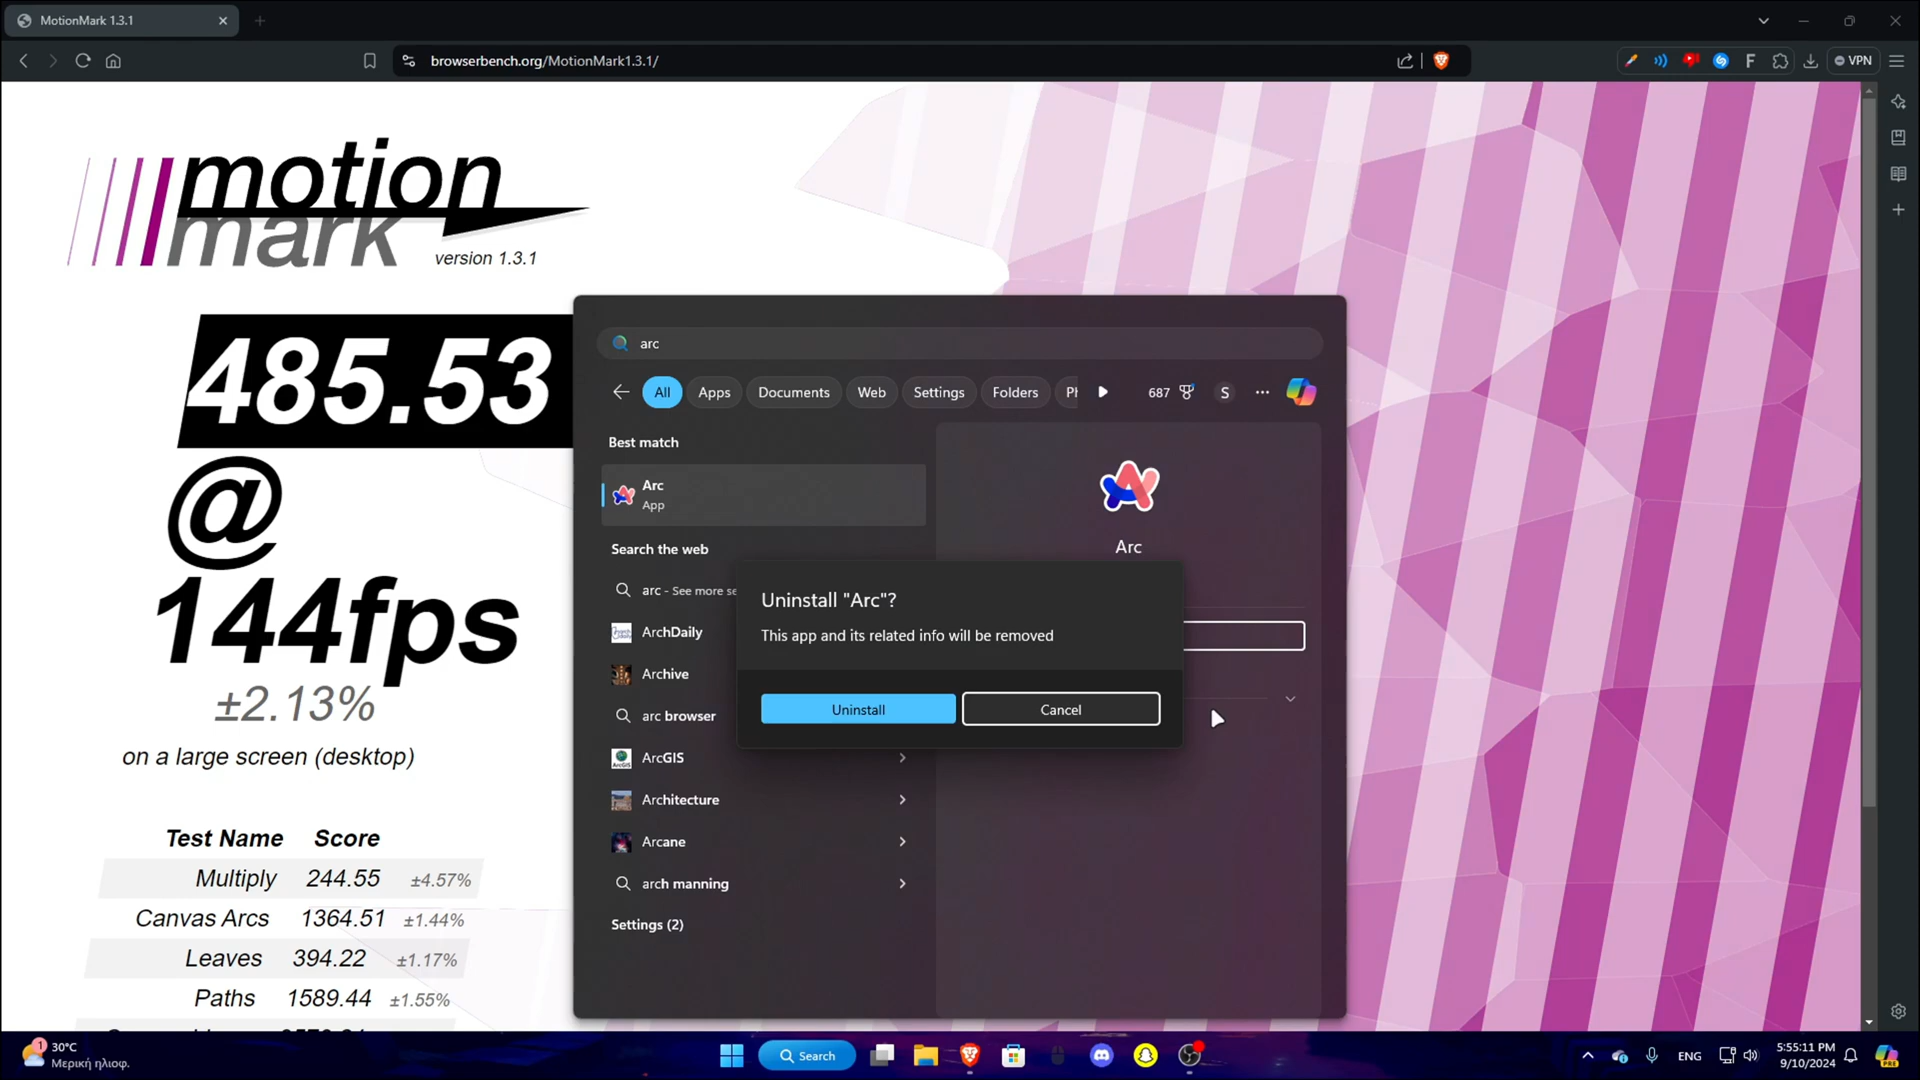 MotionMark 1.3.1
browserbench.org/MotionMark1.3.1/
VPN
motion
mark
version 1.3.1
485.53
@
144fps
±2.13%
on a large screen (desktop)
Test Name Score
Multiply 244.55 ±4.57%
Canvas Arcs 1364.51 ±1.44%
Leaves 394.22 ±1.17%
Paths 1589.44 ±1.55%
arc
All Apps Documents Web Settings Folders Ph 687 S
Best match
Arc
App
Search the web
arc - See more se
ArchDaily
Archive
arc browser
ArcGIS
Architecture
Arcane
arch manning
Settings (2)
Arc
Uninstall "Arc"?
This app and its related info will be removed
Uninstall
Cancel
1
30°C
Μερική ηλιοφ.
Search
ENG
5:55:11 PM
9/10/2024
PRE